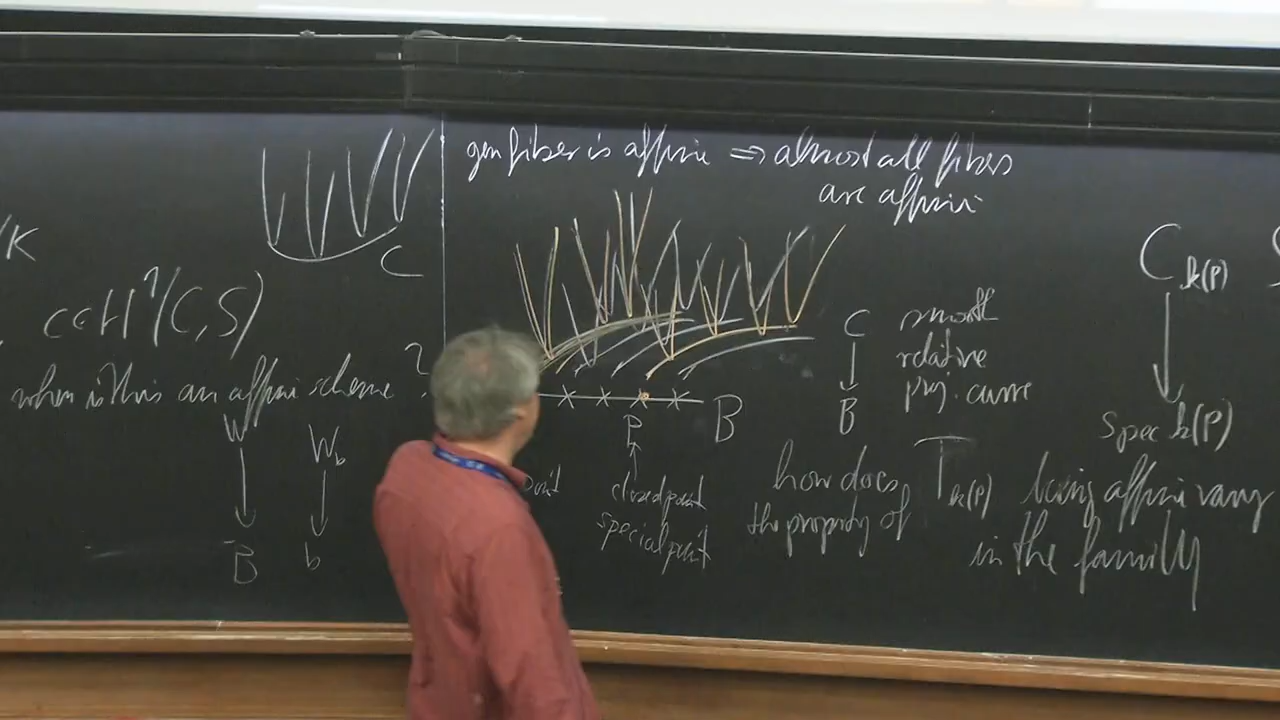 /K
C
c ∈ H¹(C, S)
when is this an affine scheme ?
W
W_b
B
b
gen fiber is affine ⇒ almost all fibers
are affine
B
P
closed point
special point
C smooth
↓ relative
B proj. curve
how does
the property of
T_k(P) being affine vary
in the family
C_k(P)
↓
spec k(P)